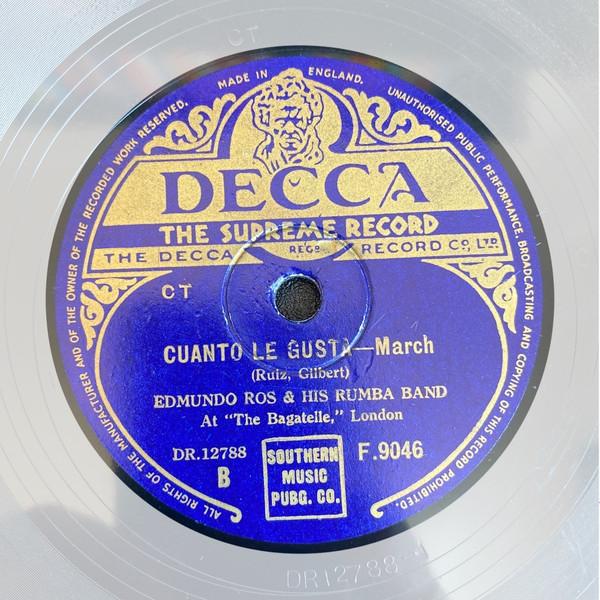 CT
ALL RIGHTS OF THE MANUFACTURER AND OF THE OWNER OF THE RECORDED WORK RESERVED.
MADE IN ENGLAND.
UNAUTHORISED PUBLIC PERFORMANCE, BROADCASTING AND COPYING OF THIS RECORD PROHIBITED.
DECCA
THE SUPREME RECORD
THE DECCA REGD RECORD CO, LTD.
CT
CUANTO LE GUSTA—March
(Ruiz, Gilbert)
EDMUNDO ROS & HIS RUMBA BAND
At "The Bagatelle," London
DR.12788
B
SOUTHERN
MUSIC
PUBG. CO.
F.9046
DR12788